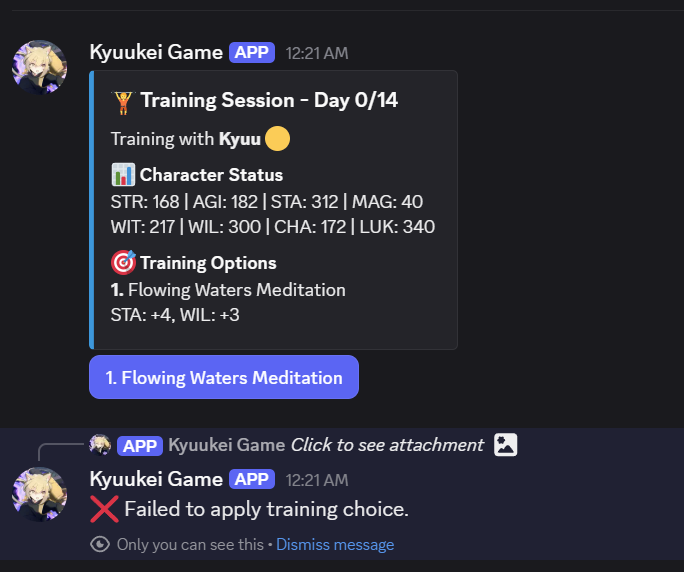 Kyuukei Game APP 12:21 AM
Training Session - Day 0/14
Training with Kyuu
Character Status
STR: 168 | AGI: 182 | STA: 312 | MAG: 40
WIT: 217 | WIL: 300 | CHA: 172 | LUK: 340
Training Options
1. Flowing Waters Meditation
STA: +4, WIL: +3
1. Flowing Waters Meditation
APP Kyuukei Game Click to see attachment
Kyuukei Game APP 12:21 AM
❌ Failed to apply training choice.
Only you can see this • Dismiss message